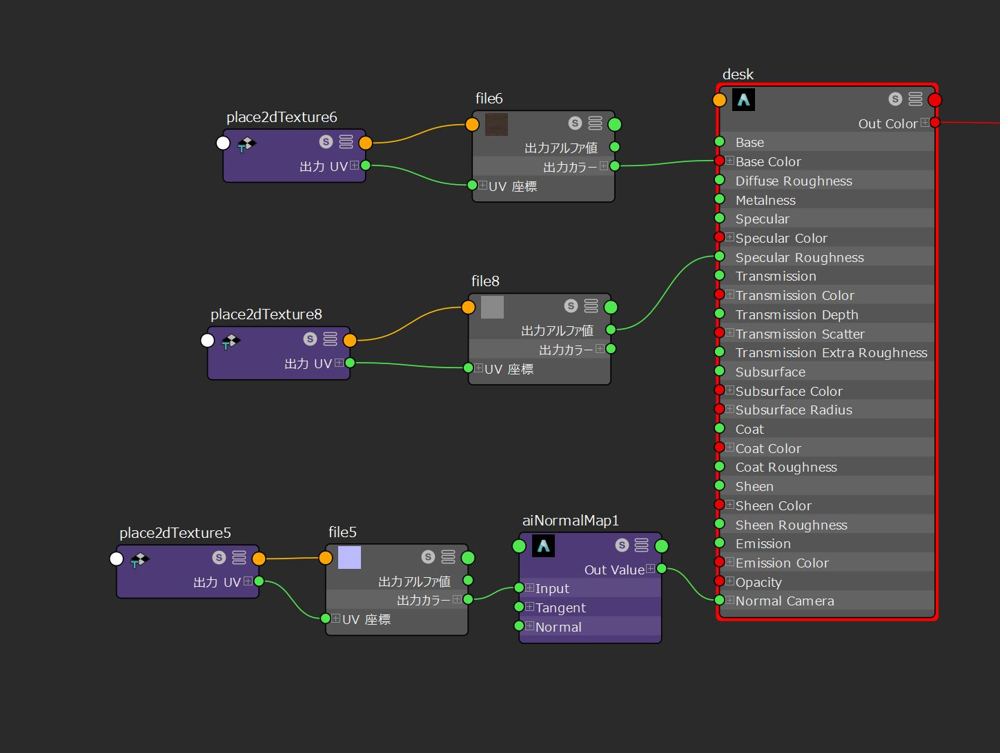 desk
Out Color
Base
Base Color
Diffuse Roughness
Metalness
Specular
Specular Color
Specular Roughness
Transmission
Transmission Color
Transmission Depth
Transmission Scatter
Transmission Extra Roughness
Subsurface
Subsurface Color
Subsurface Radius
Coat
Coat Color
Coat Roughness
Sheen
Sheen Color
Sheen Roughness
Emission
Emission Color
Opacity
Normal Camera
place2dTexture6
S
出力 UV
file6
S
出力アルファ値
出力カラー
UV 座標
place2dTexture8
S
出力 UV
file8
S
出力アルファ値
出力カラー
UV 座標
place2dTexture5
S
出力 UV
file5
S
出力アルファ値
出力カラー
UV 座標
aiNormalMap1
S
Out Value
Input
Tangent
Normal